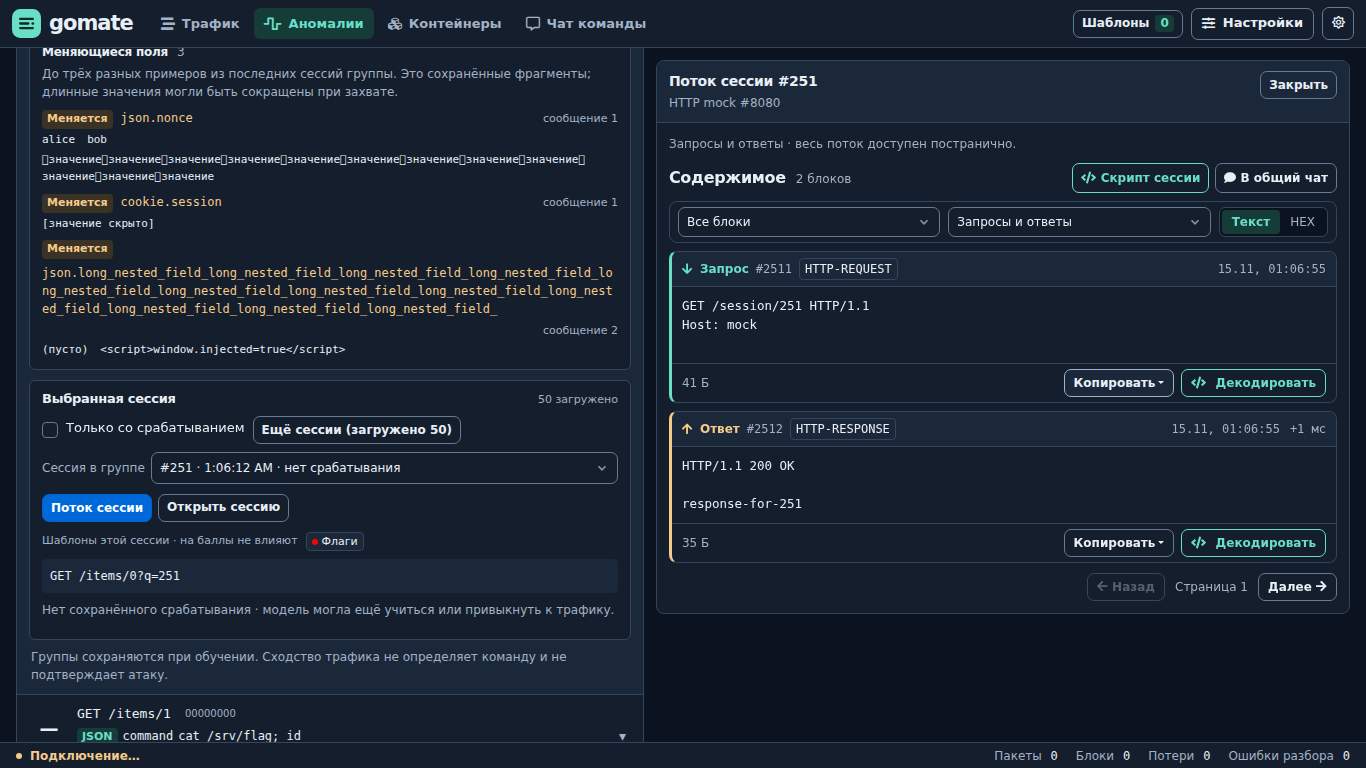 gomate
Трафик
Аномалии
Контейнеры
Чат команды
Шаблоны 0
Настройки
Меняющиеся поля 3
До трёх разных примеров из последних сессий группы. Это сохранённые фрагменты;
длинные значения могли быть сокращены при захвате.
Меняется json.nonce сообщение 1
alice bob
▯значение▯значение▯значение▯значение▯значение▯значение▯значение▯значение▯значение▯
значение▯значение▯значение
Меняется cookie.session сообщение 1
[значение скрыто]
Меняется
json.long_nested_field_long_nested_field_long_nested_field_long_nested_field_lo
ng_nested_field_long_nested_field_long_nested_field_long_nested_field_long_nest
ed_field_long_nested_field_long_nested_field_long_nested_field_
сообщение 2
(пусто) <script>window.injected=true</script>
Выбранная сессия 50 загружено
Только со срабатыванием Ещё сессии (загружено 50)
Сессия в группе #251 · 1:06:12 AM · нет срабатывания
Поток сессии Открыть сессию
Шаблоны этой сессии · на баллы не влияют Флаги
GET /items/0?q=251
Нет сохранённого срабатывания · модель могла ещё учиться или привыкнуть к трафику.
Группы сохраняются при обучении. Сходство трафика не определяет команду и не
подтверждает атаку.
— GET /items/1 00000000
JSON command cat /srv/flag; id ▼
Поток сессии #251
HTTP mock #8080
Закрыть
Запросы и ответы · весь поток доступен постранично.
Содержимое 2 блоков
Скрипт сессии В общий чат
Все блоки Запросы и ответы Текст HEX
↓ Запрос #2511 HTTP-REQUEST 15.11, 01:06:55
GET /session/251 HTTP/1.1
Host: mock
41 Б Копировать Декодировать
↑ Ответ #2512 HTTP-RESPONSE 15.11, 01:06:55 +1 мс
HTTP/1.1 200 OK
response-for-251
35 Б Копировать Декодировать
← Назад Страница 1 Далее →
Подключение…
Пакеты 0 Блоки 0 Потери 0 Ошибки разбора 0